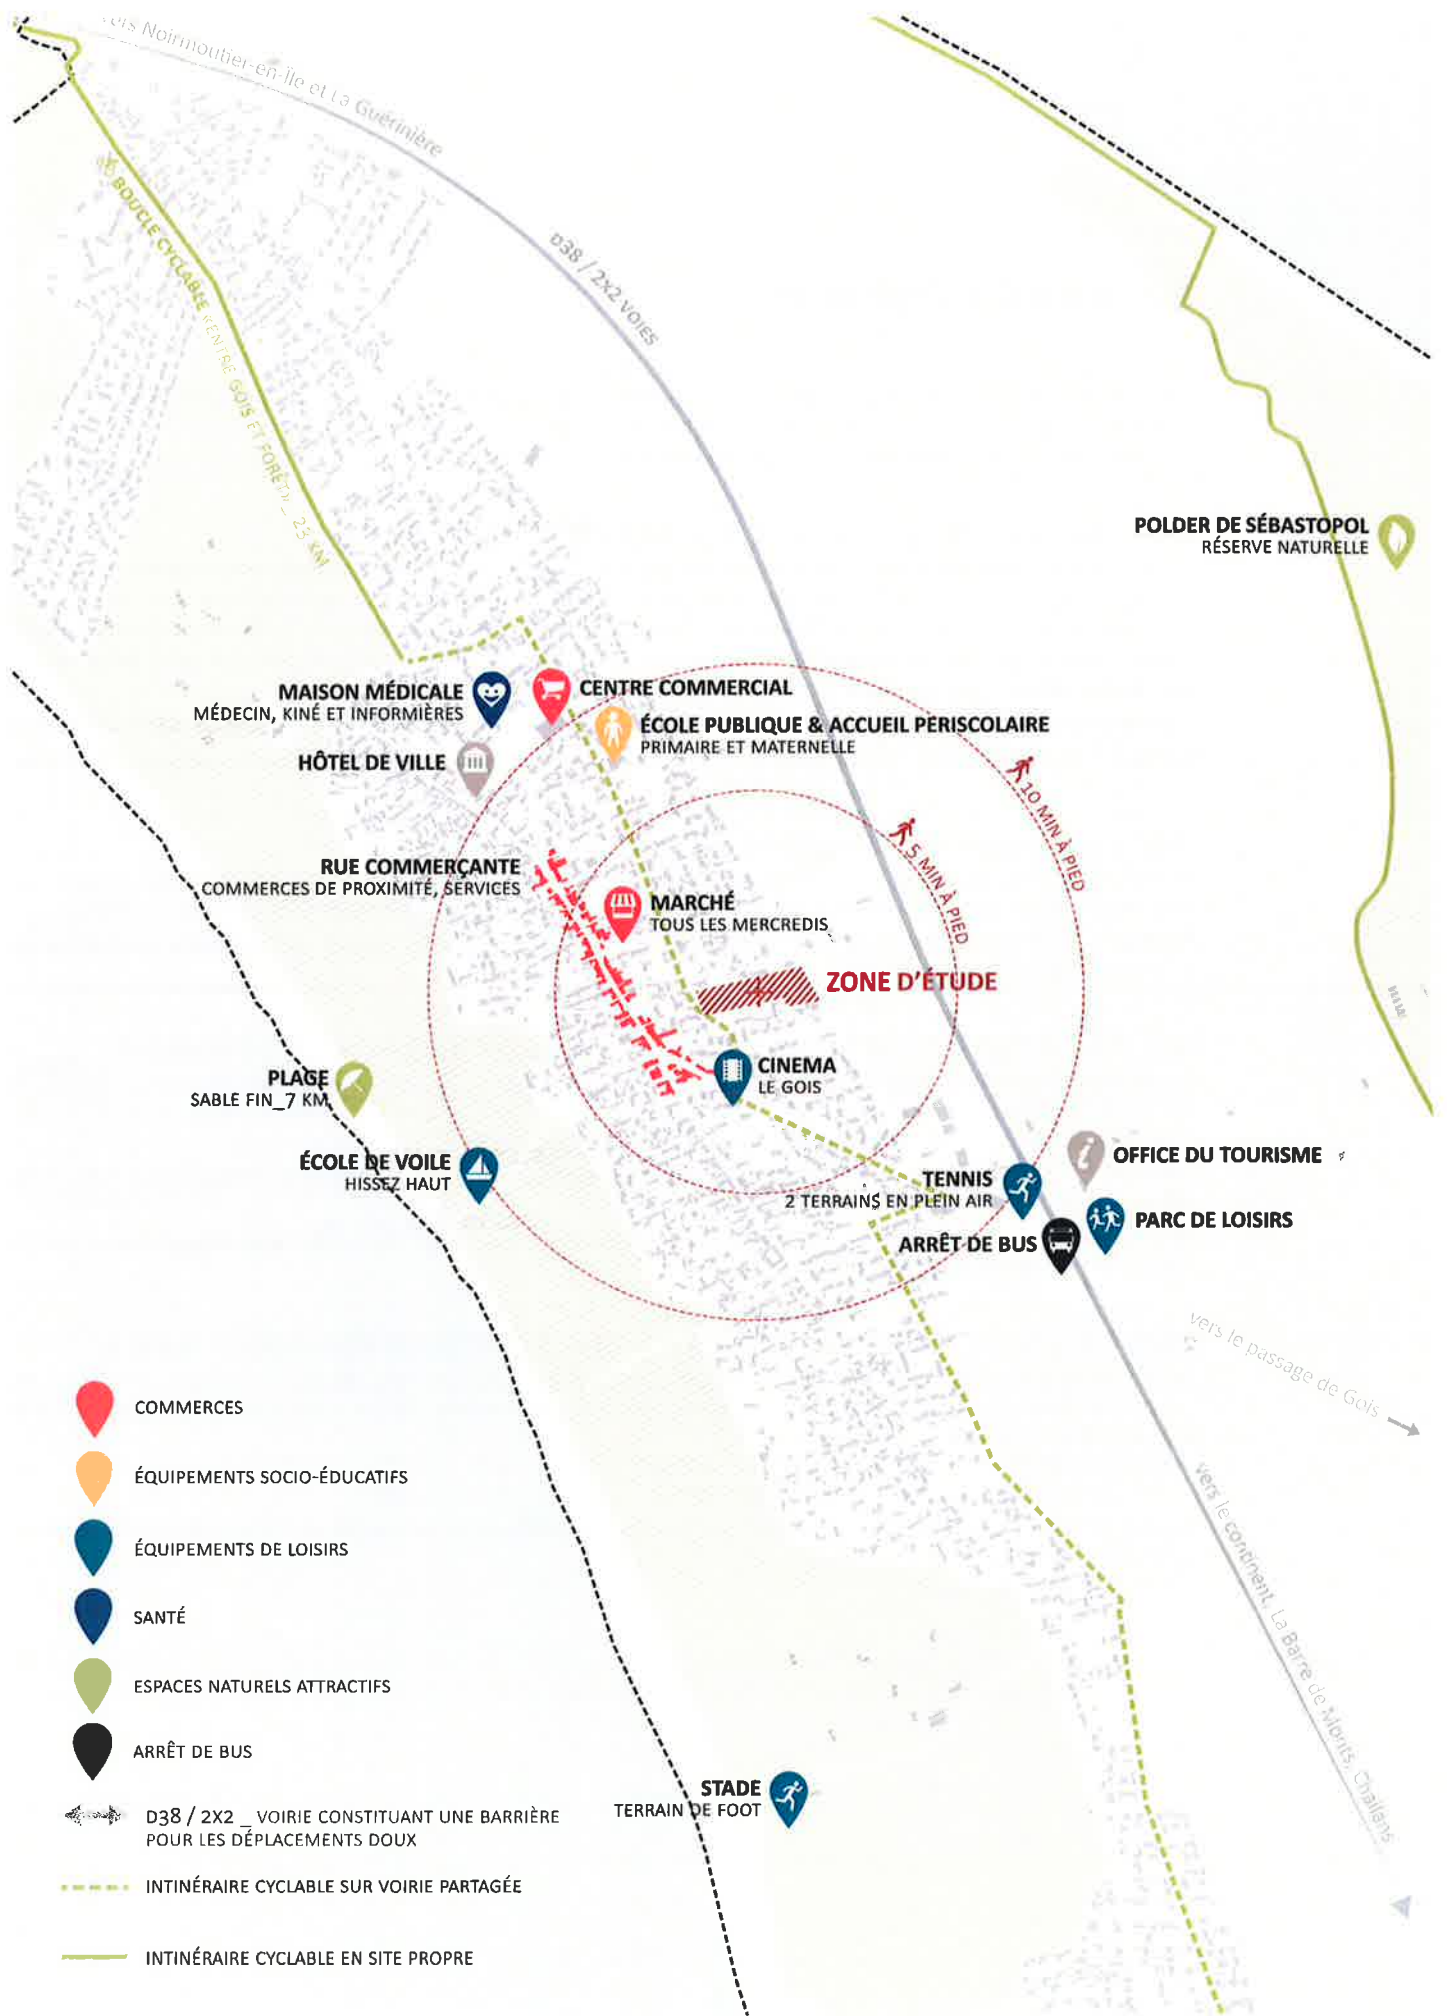 vers Noirmoutier-en-Île et La Guérinière
BOUCLE CYCLABLE «ENTRE GOIS ET FORÊT» _ 23 KM
D38 / 2X2 VOIES
POLDER DE SÉBASTOPOL
RÉSERVE NATURELLE
MAISON MÉDICALE
MÉDECIN, KINÉ ET INFORMIÈRES
CENTRE COMMERCIAL
ÉCOLE PUBLIQUE & ACCUEIL PERISCOLAIRE
PRIMAIRE ET MATERNELLE
HÔTEL DE VILLE
10 MIN À PIED
5 MIN À PIED
RUE COMMERÇANTE
COMMERCES DE PROXIMITÉ, SERVICES
MARCHÉ
TOUS LES MERCREDIS
ZONE D'ÉTUDE
CINEMA
LE GOIS
PLAGE
SABLE FIN_7 KM
ÉCOLE DE VOILE
HISSEZ HAUT
TENNIS
2 TERRAINS EN PLEIN AIR
OFFICE DU TOURISME
PARC DE LOISIRS
ARRÊT DE BUS
vers le passage de Gois
vers le continent, La Barre de Monts, Challans
COMMERCES
ÉQUIPEMENTS SOCIO-ÉDUCATIFS
ÉQUIPEMENTS DE LOISIRS
SANTÉ
ESPACES NATURELS ATTRACTIFS
ARRÊT DE BUS
D38 / 2X2 _ VOIRIE CONSTITUANT UNE BARRIÈRE
POUR LES DÉPLACEMENTS DOUX
INTINÉRAIRE CYCLABLE SUR VOIRIE PARTAGÉE
INTINÉRAIRE CYCLABLE EN SITE PROPRE
STADE
TERRAIN DE FOOT